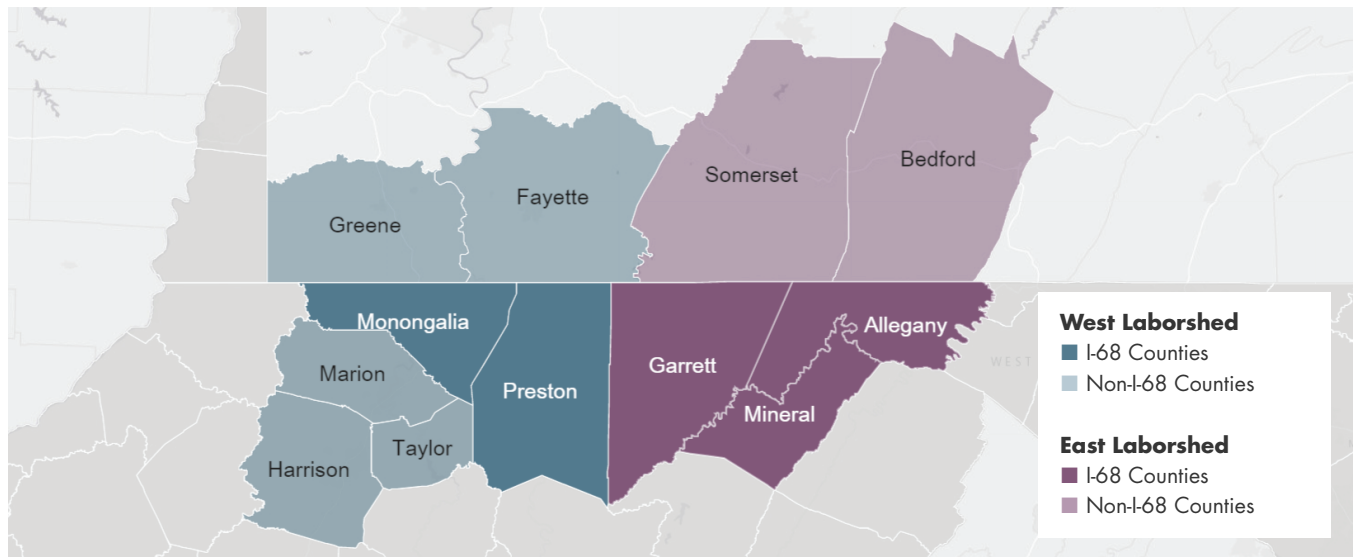 Bedford
Somerset
Fayette
Greene
Monongalia
Allegany
Garrett
Marion
Preston
Mineral
Taylor
Harrison
WEST
West Laborshed
I-68 Counties
Non-I-68 Counties
East Laborshed
I-68 Counties
Non-I-68 Counties